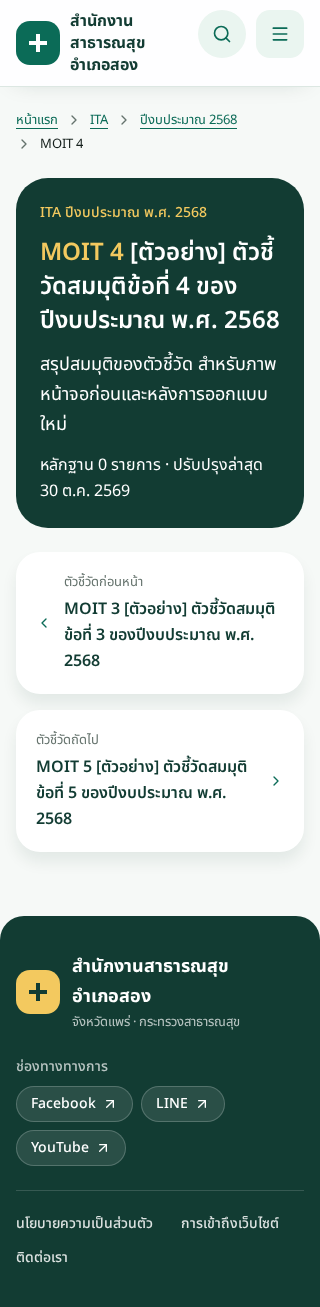 สำนักงาน
สาธารณสุข
อำเภอสอง
หน้าแรก > ITA > ปีงบประมาณ 2568
> MOIT 4
ITA ปีงบประมาณ พ.ศ. 2568
MOIT 4 [ตัวอย่าง] ตัวชี้
วัดสมมุติข้อที่ 4 ของ
ปีงบประมาณ พ.ศ. 2568
สรุปสมมุติของตัวชี้วัด สำหรับภาพ
หน้าจอก่อนและหลังการออกแบบ
ใหม่
หลักฐาน 0 รายการ · ปรับปรุงล่าสุด
30 ต.ค. 2569
ตัวชี้วัดก่อนหน้า
MOIT 3 [ตัวอย่าง] ตัวชี้วัดสมมุติ
ข้อที่ 3 ของปีงบประมาณ พ.ศ.
2568
ตัวชี้วัดถัดไป
MOIT 5 [ตัวอย่าง] ตัวชี้วัดสมมุติ
ข้อที่ 5 ของปีงบประมาณ พ.ศ.
2568
สำนักงานสาธารณสุข
อำเภอสอง
จังหวัดแพร่ · กระทรวงสาธารณสุข
ช่องทางทางการ
Facebook
LINE
YouTube
นโยบายความเป็นส่วนตัว
การเข้าถึงเว็บไซต์
ติดต่อเรา